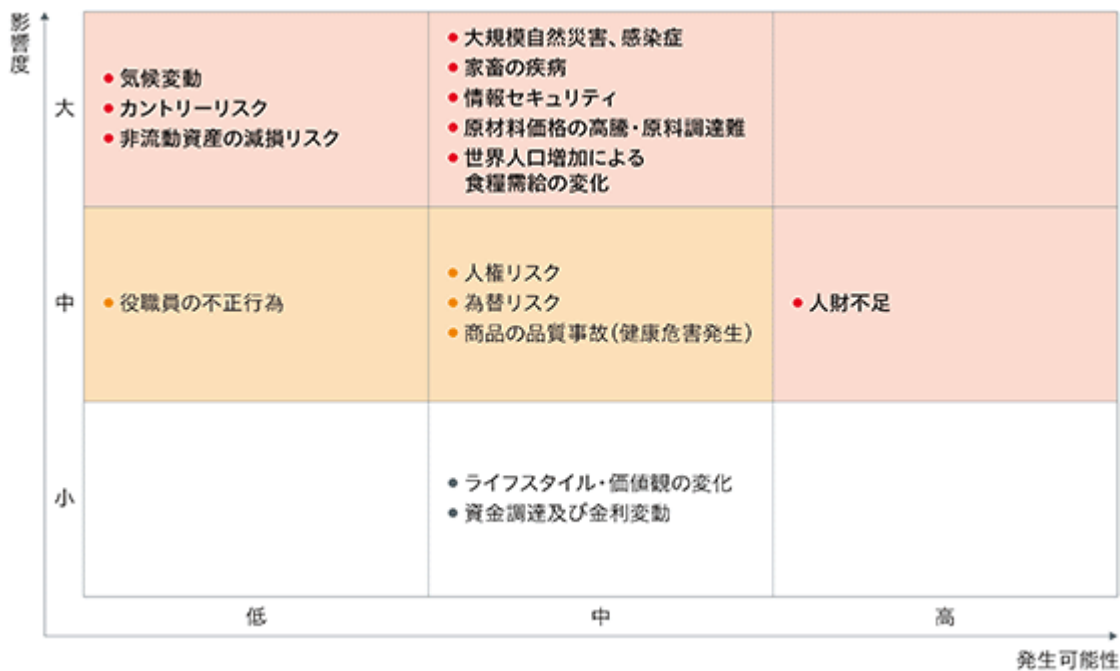 影響度
大
● 気候変動
● カントリーリスク
● 非流動資産の減損リスク
● 大規模自然災害、感染症
● 家畜の疾病
● 情報セキュリティ
● 原材料価格の高騰・原料調達難
● 世界人口増加による
食糧需給の変化
中
● 役職員の不正行為
● 人権リスク
● 為替リスク
● 商品の品質事故(健康危害発生)
● 人財不足
小
● ライフスタイル・価値観の変化
● 資金調達及び金利変動
低
中
高
発生可能性